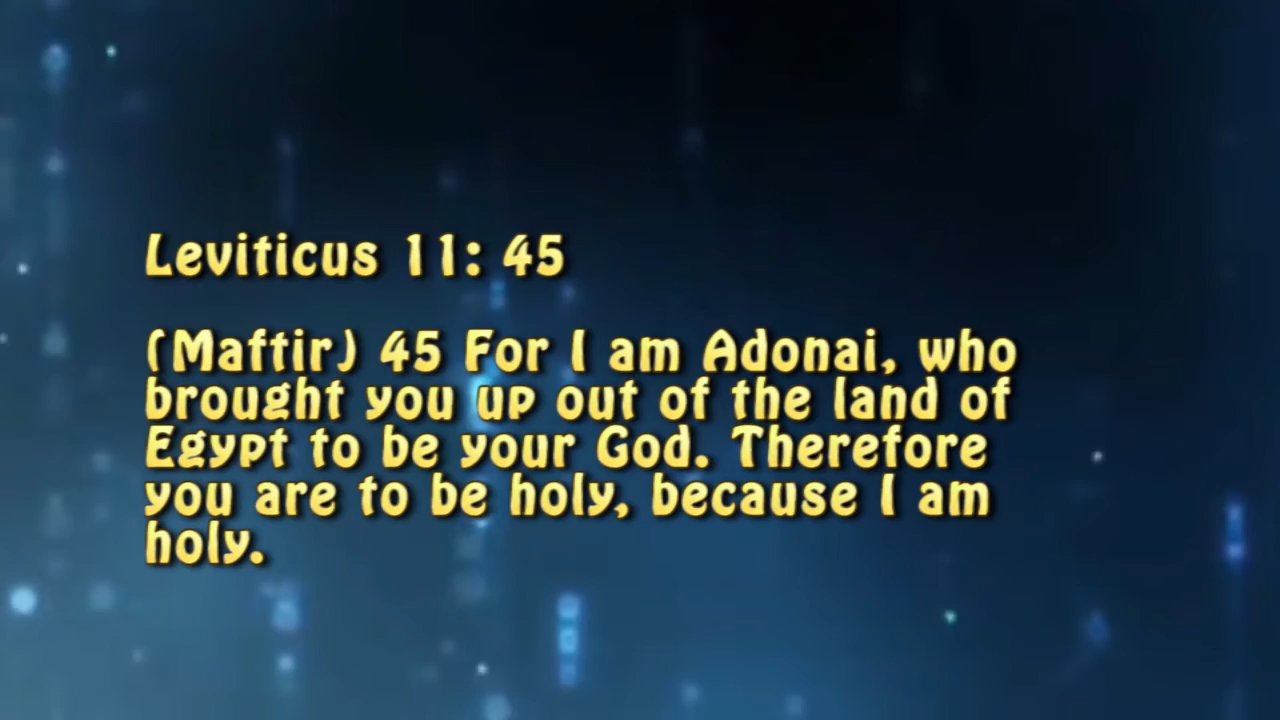 Leviticus 11: 45
(Maftir) 45 For I am Adonai, who
brought you up out of the land of
Egypt to be your God. Therefore
you are to be holy, because I am
holy.